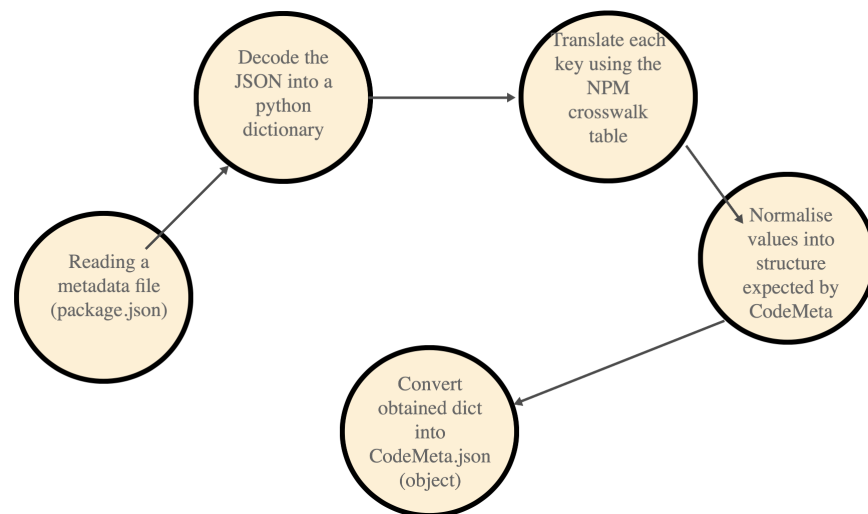 Reading a
metadata file
(package.json)
Decode the
JSON into a
python
dictionary
Translate each
key using the
NPM
crosswalk
table
Normalise
values into
structure
expected by
CodeMeta
Convert
obtained dict
into
CodeMeta.json
(object)